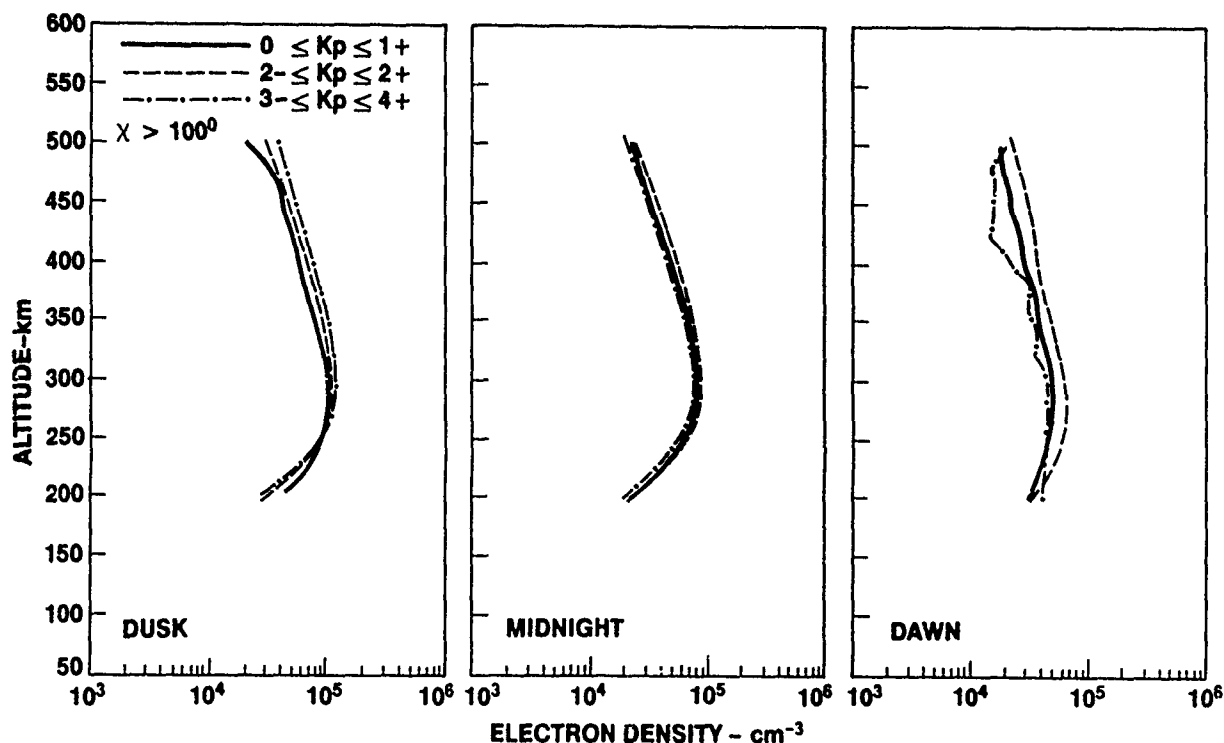 600
550
500
450
400
350
300
250
200
150
100
50
ALTITUDE–km
0 ≤ Kp ≤ 1+
2- ≤ Kp ≤ 2+
3- ≤ Kp ≤ 4+
χ > 100⁰
DUSK
MIDNIGHT
DAWN
10³ 10⁴ 10⁵ 10⁶
10³ 10⁴ 10⁵ 10⁶
10³ 10⁴ 10⁵ 10⁶
ELECTRON DENSITY – cm⁻³